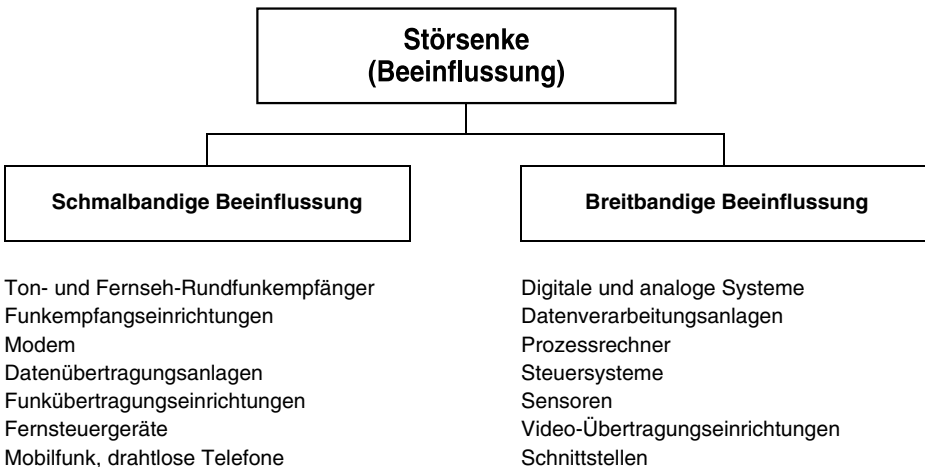 Störsenke
(Beeinflussung)
Schmalbandige Beeinflussung
Ton- und Fernseh-Rundfunkempfänger
Funkempfangseinrichtungen
Modem
Datenübertragungsanlagen
Funkübertragungseinrichtungen
Fernsteuergeräte
Mobilfunk, drahtlose Telefone
Breitbandige Beeinflussung
Digitale und analoge Systeme
Datenverarbeitungsanlagen
Prozessrechner
Steuersysteme
Sensoren
Video-Übertragungseinrichtungen
Schnittstellen